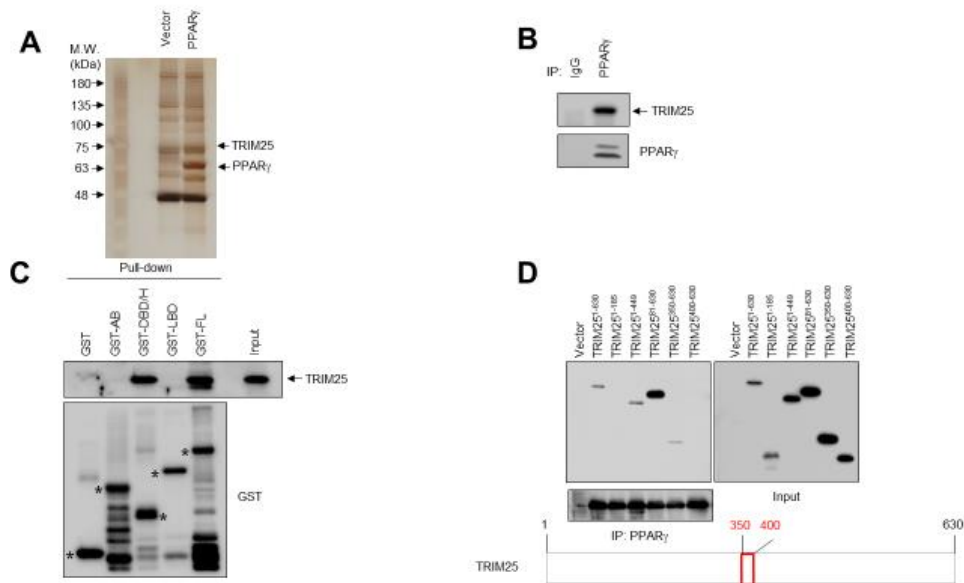 A
M.W.
(kDa)
Vector
PPARγ
180
135
100
75
63
48
TRIM25
PPARγ
B
IP:
IgG
PPARγ
TRIM25
PPARγ
C
Pull-down
GST
GST-AB
GST-DBD/H
GST-LBD
GST-FL
Input
TRIM25
*
*
*
*
*
GST
D
Vector
TRIM25¹⁻⁶³⁰
TRIM25¹⁻¹⁸⁵
TRIM25¹⁻⁴⁴⁹
TRIM25⁸¹⁻⁶³⁰
TRIM25³⁵⁰⁻⁶³⁰
TRIM25⁴⁰⁰⁻⁶³⁰
Vector
TRIM25¹⁻⁶³⁰
TRIM25¹⁻¹⁸⁵
TRIM25¹⁻⁴⁴⁹
TRIM25⁸¹⁻⁶³⁰
TRIM25³⁵⁰⁻⁶³⁰
TRIM25⁴⁰⁰⁻⁶³⁰
Input
IP: PPARγ
1
350
400
630
TRIM25